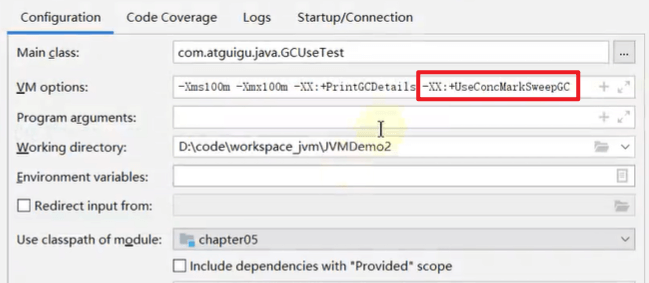 Configuration Code Coverage Logs Startup/Connection
Main class: com.atguigu.java.GCUseTest ...
VM options: -Xms100m -Xmx100m -XX:+PrintGCDetails -XX:+UseConcMarkSweepGC
Program arguments:
Working directory: D:\code\workspace_jvm\JVMDemo2
Environment variables:
Redirect input from:
Use classpath of module: chapter05
Include dependencies with "Provided" scope